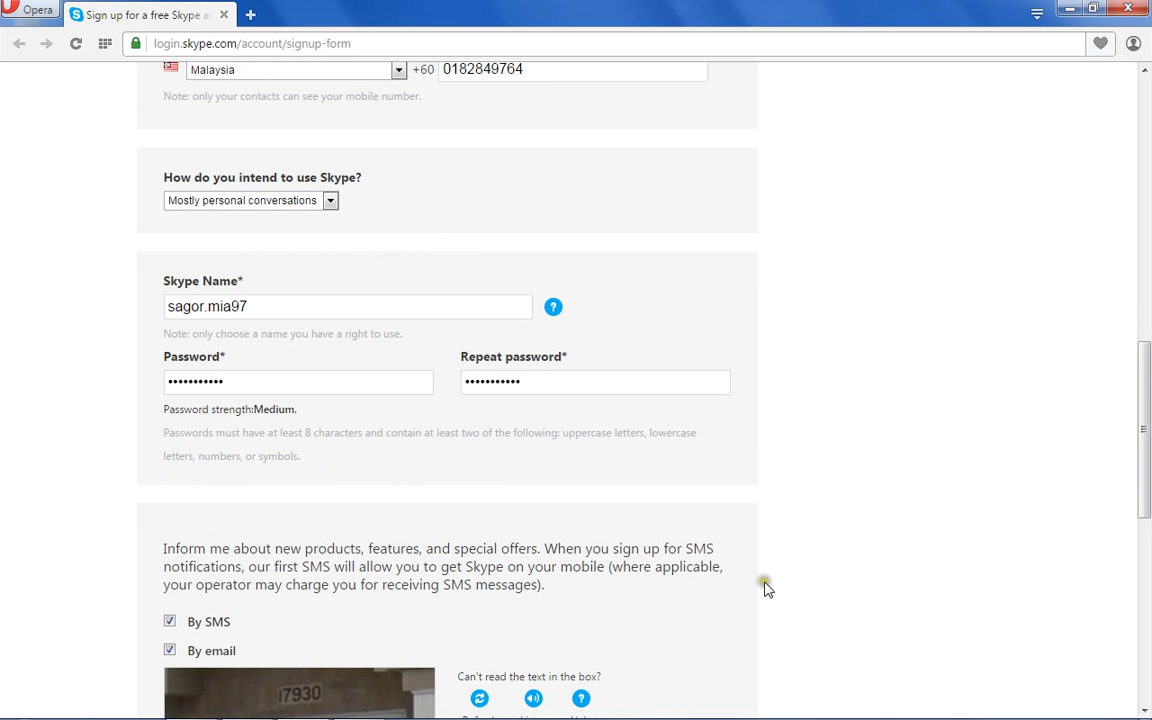 Opera
Sign up for a free Skype a
login.skype.com/account/signup-form
Malaysia +60 0182849764
Note: only your contacts can see your mobile number.
How do you intend to use Skype?
Mostly personal conversations
Skype Name*
sagor.mia97
Note: only choose a name you have a right to use.
Password* Repeat password*
••••••••••• •••••••••••
Password strength:Medium.
Passwords must have at least 8 characters and contain at least two of the following: uppercase letters, lowercase
letters, numbers, or symbols.
Inform me about new products, features, and special offers. When you sign up for SMS
notifications, our first SMS will allow you to get Skype on your mobile (where applicable,
your operator may charge you for receiving SMS messages).
By SMS
By email
Can't read the text in the box?
17930